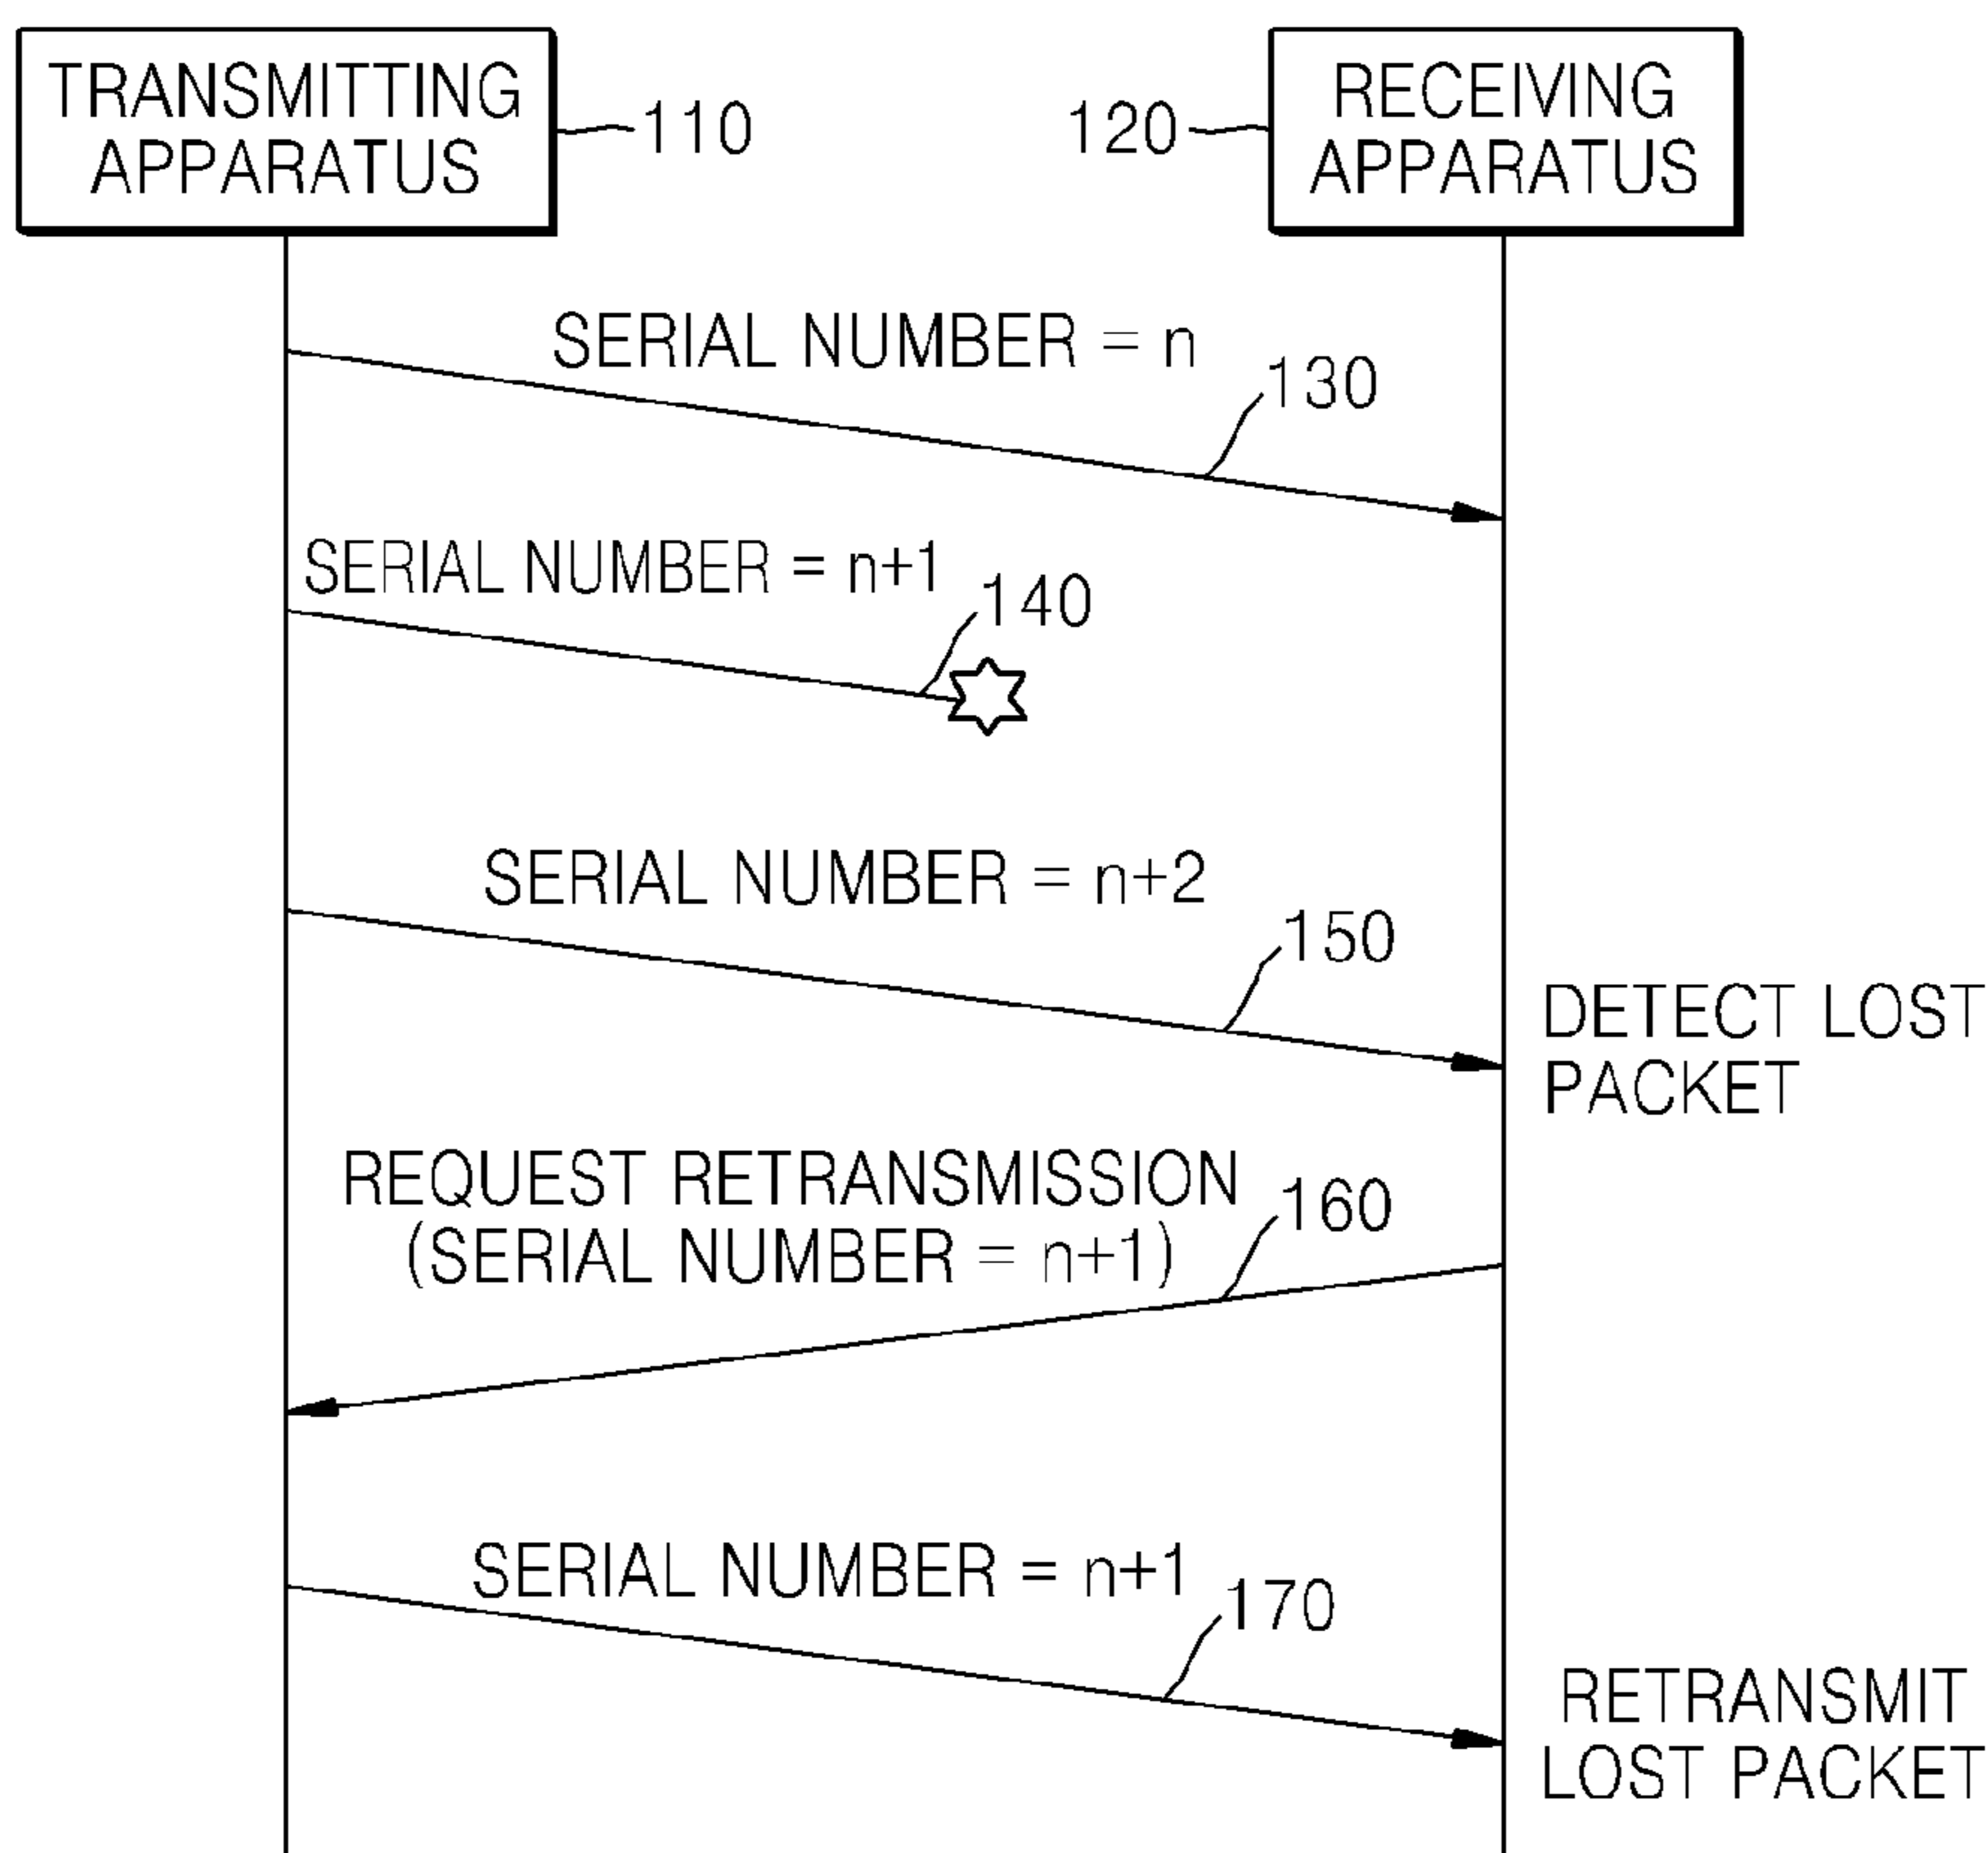 TRANSMITTING
APPARATUS
110
120
RECEIVING
APPARATUS
SERIAL NUMBER = n
130
SERIAL NUMBER = n+1
140
SERIAL NUMBER = n+2
150
DETECT LOST
PACKET
REQUEST RETRANSMISSION
(SERIAL NUMBER = n+1)
160
SERIAL NUMBER = n+1
170
RETRANSMIT
LOST PACKET